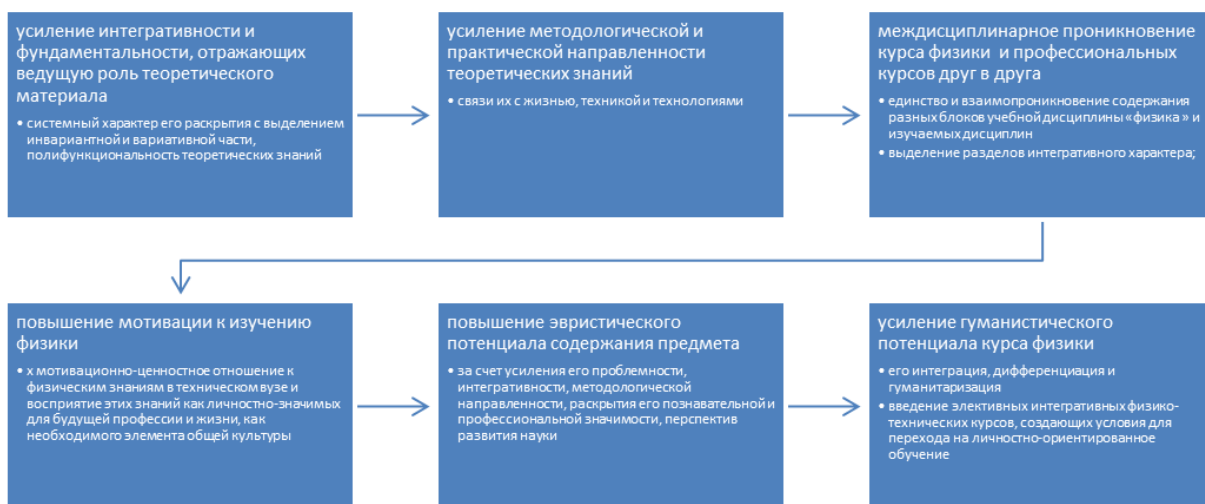 усиление интегративности и
фундаментальности, отражающих
ведущую роль теоретического
материала
• системный характер его раскрытия с выделением
инвариантной и вариативной части,
полифункциональность теоретических знаний
усиление методологической и
практической направленности
теоретических знаний
• связи их с жизнью, техникой и технологиями
междисциплинарное проникновение
курса физики и профессиональных
курсов друг в друга
• единство и взаимопроникновение содержания
разных блоков учебной дисциплины «физика » и
изучаемых дисциплин
• выделение разделов интегративного характера;
повышение мотивации к изучению
физики
• х мотивационно-ценностное отношение к
физическим знаниям в техническом вузе и
восприятие этих знаний как личностно-значимых
для будущей профессии и жизни, как
необходимого элемента общей культуры
повышение эвристического
потенциала содержания предмета
• за счет усиления его проблемности,
интегративности, методологической
направленности, раскрытия его познавательной и
профессиональной значимости, перспектив
развития науки
усиление гуманистического
потенциала курса физики
• его интеграция, дифференциация и
гуманитаризация
• введение элективных интегративных физико-
технических курсов, создающих условия для
перехода на личностно-ориентированное
обучение